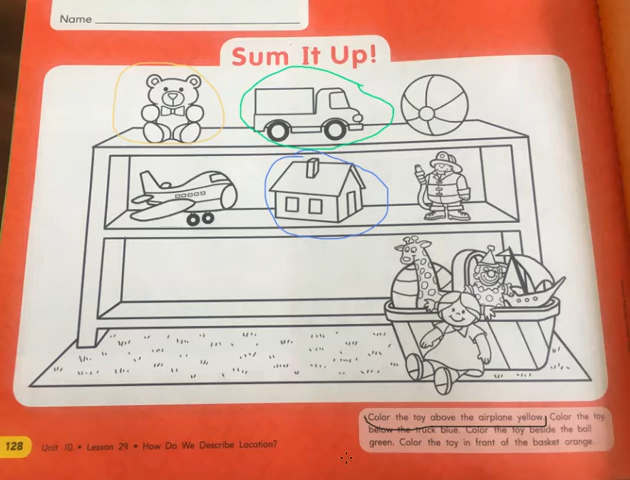 Name
Sum It Up!
Color the toy above the airplane yellow. Color the toy
below the truck blue. Color the toy beside the ball
green. Color the toy in front of the basket orange.
128 Unit 10 • Lesson 29 • How Do We Describe Location?